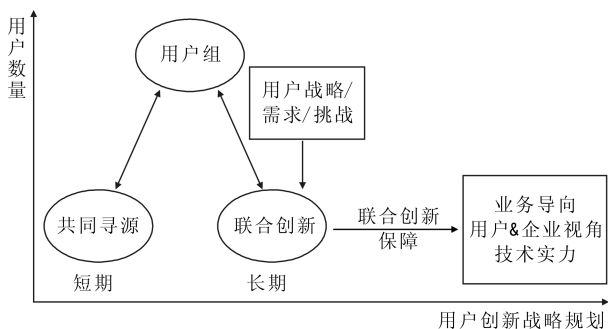 用户数量
用户组
用户战略/
需求/挑战
共同寻源
联合创新
联合创新
保障
业务导向
用户&企业视角
技术实力
短期
长期
用户创新战略规划